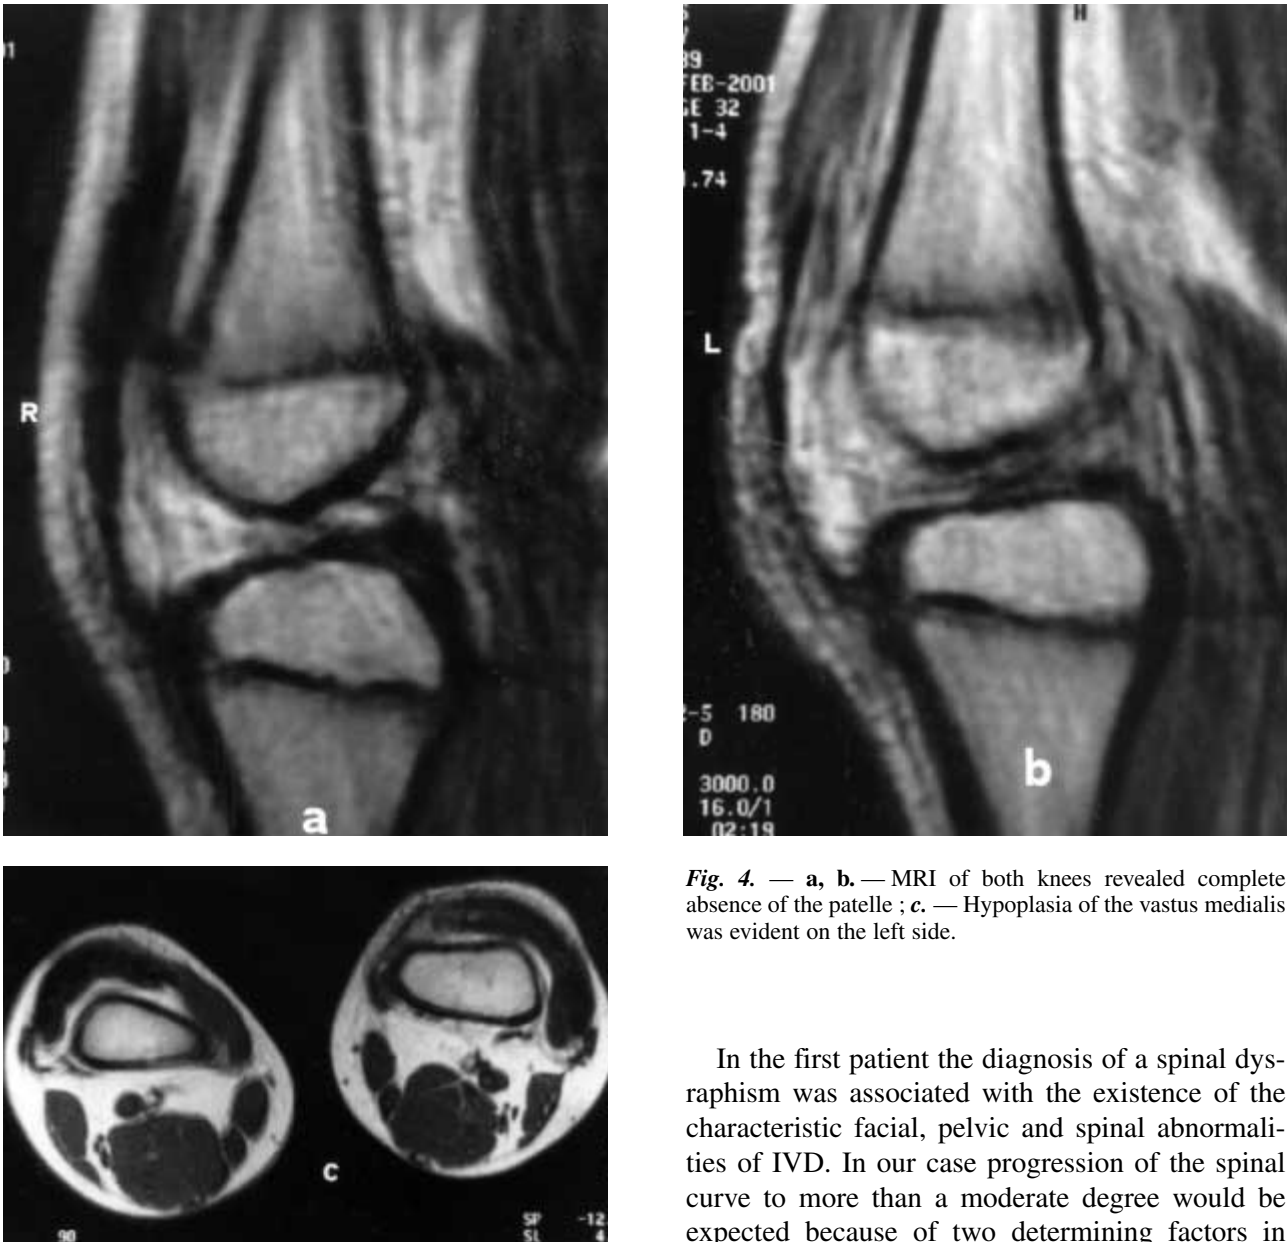 R
a
H
89
FEB-2001
GE 32
1-4
.74
L
-5 180
D
3000.0
16.0/1
02:19
b
Fig. 4. — a, b. — MRI of both knees revealed complete
absence of the patelle ; c. — Hypoplasia of the vastus medialis
was evident on the left side.
c
90
SP -12
SL 4
In the first patient the diagnosis of a spinal dys-
raphism was associated with the existence of the
characteristic facial, pelvic and spinal abnormali-
ties of IVD. In our case progression of the spinal
curve to more than a moderate degree would be
expected because of two determining factors in